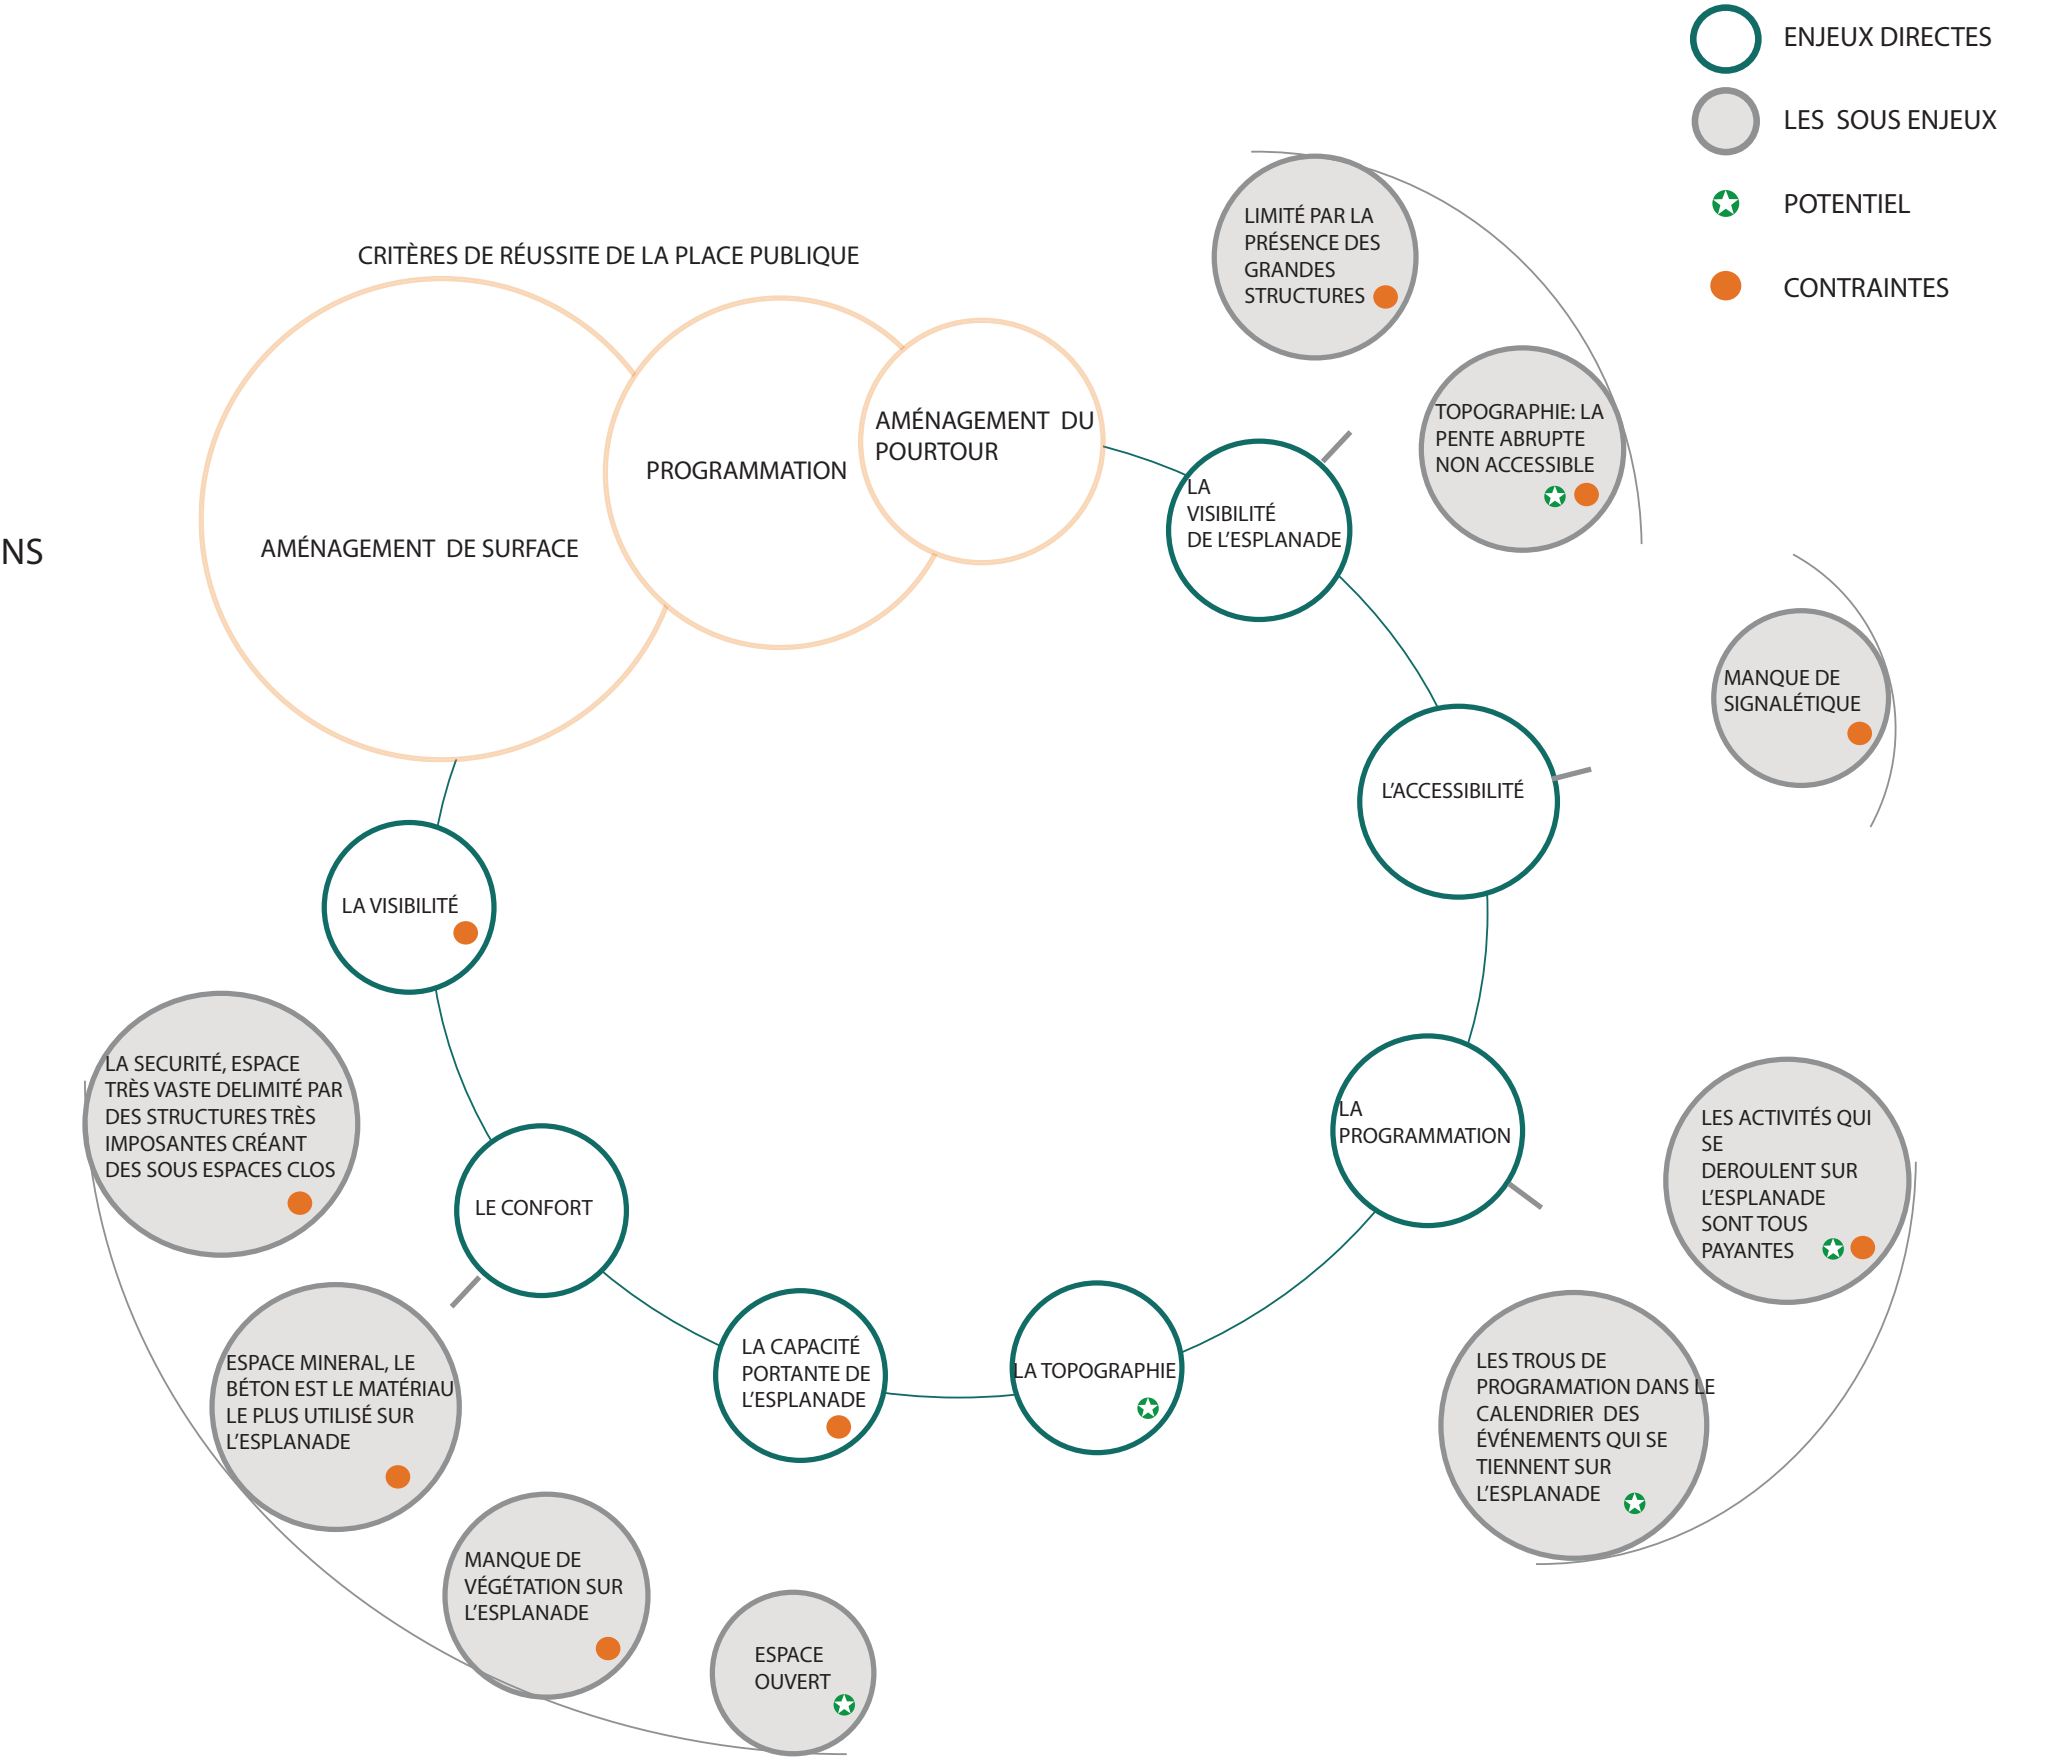 ENJEUX DIRECTES
LES SOUS ENJEUX
POTENTIEL
CONTRAINTES
CRITÈRES DE RÉUSSITE DE LA PLACE PUBLIQUE
AMÉNAGEMENT DE SURFACE
PROGRAMMATION
AMÉNAGEMENT DU
POURTOUR
NS
LIMITÉ PAR LA
PRÉSENCE DES
GRANDES
STRUCTURES
TOPOGRAPHIE: LA
PENTE ABRUPTE
NON ACCESSIBLE
LA
VISIBILITÉ
DE L'ESPLANADE
MANQUE DE
SIGNALÉTIQUE
L'ACCESSIBILITÉ
LA
PROGRAMMATION
LES ACTIVITÉS QUI
SE
DEROULENT SUR
L'ESPLANADE
SONT TOUS
PAYANTES
LES TROUS DE
PROGRAMATION DANS LE
CALENDRIER DES
ÉVÉNEMENTS QUI SE
TIENNENT SUR
L'ESPLANADE
LA TOPOGRAPHIE
LA CAPACITÉ
PORTANTE DE
L'ESPLANADE
LE CONFORT
LA VISIBILITÉ
LA SECURITÉ, ESPACE
TRÈS VASTE DELIMITÉ PAR
DES STRUCTURES TRÈS
IMPOSANTES CRÉANT
DES SOUS ESPACES CLOS
ESPACE MINERAL, LE
BÉTON EST LE MATÉRIAU
LE PLUS UTILISÉ SUR
L'ESPLANADE
MANQUE DE
VÉGÉTATION SUR
L'ESPLANADE
ESPACE
OUVERT